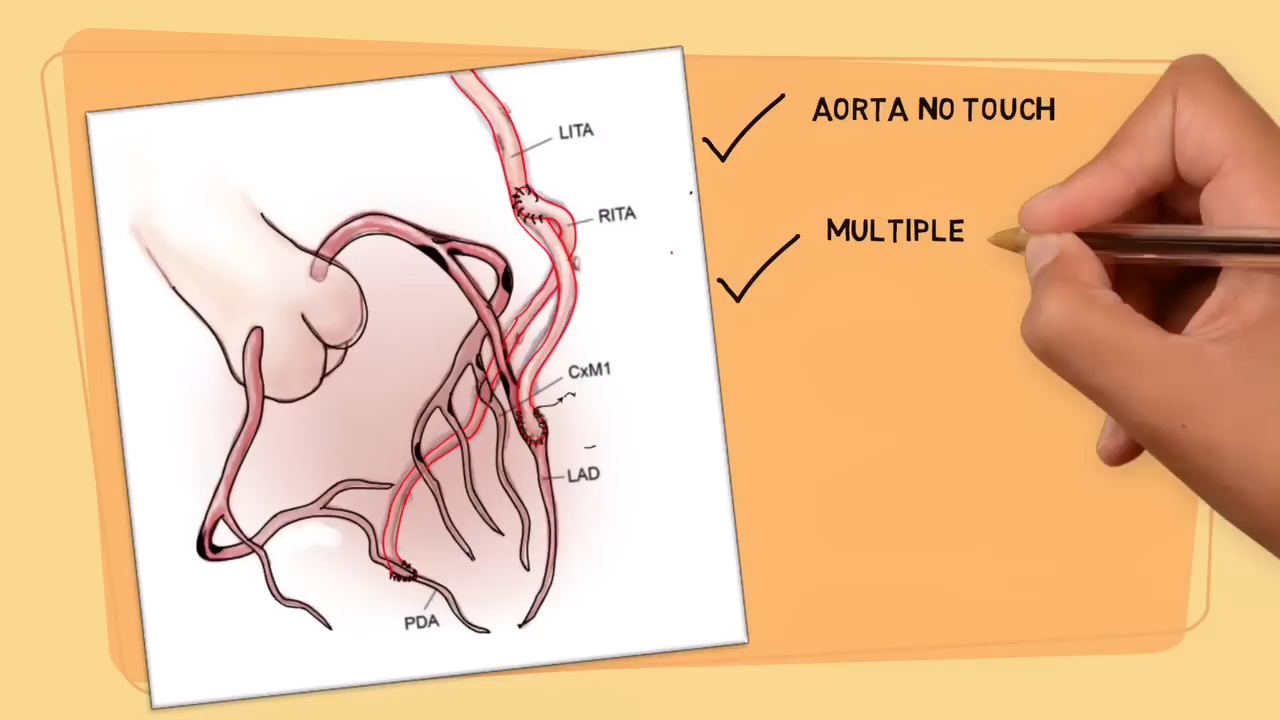 LITA
RITA
CxM1
LAD
PDA
AORTA NO TOUCH
MULTIPLE